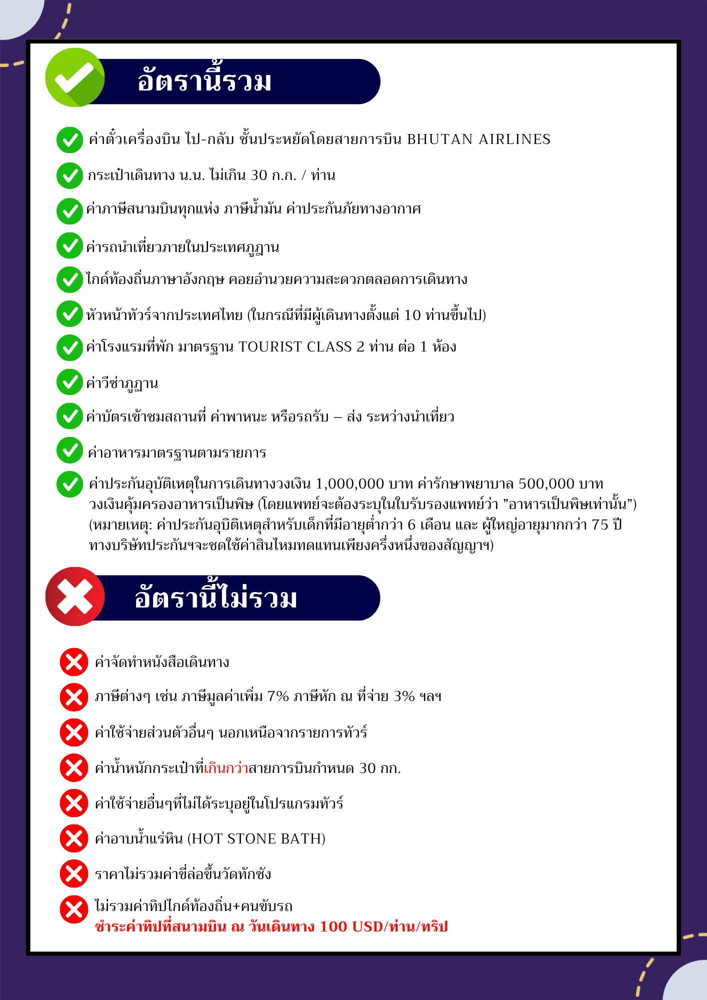 อัตรานี้รวม
ค่าตั๋วเครื่องบิน ไป-กลับ ชั้นประหยัดโดยสายการบิน BHUTAN AIRLINES
กระเป๋าเดินทาง น.น. ไม่เกิน 30 ก.ก. / ท่าน
ค่าภาษีสนามบินทุกแห่ง ภาษีน้ำมัน ค่าประกันภัยทางอากาศ
ค่ารถนำเที่ยวภายในประเทศภูฎาน
ไกด์ท้องถิ่นภาษาอังกฤษ คอยอำนวยความสะดวกตลอดการเดินทาง
หัวหน้าทัวร์จากประเทศไทย (ในกรณีที่มีผู้เดินทางตั้งแต่ 10 ท่านขึ้นไป)
ค่าโรงแรมที่พัก มาตรฐาน TOURIST CLASS 2 ท่าน ต่อ 1 ห้อง
ค่าวีซ่าภูฏาน
ค่าบัตรเข้าชมสถานที่ ค่าพาหนะ หรือรถรับ – ส่ง ระหว่างนำเที่ยว
ค่าอาหารมาตรฐานตามรายการ
ค่าประกันอุบัติเหตุในการเดินทางวงเงิน 1,000,000 บาท ค่ารักษาพยาบาล 500,000 บาท
วงเงินคุ้มครองอาหารเป็นพิษ (โดยแพทย์จะต้องระบุในใบรับรองแพทย์ว่า ”อาหารเป็นพิษเท่านั้น”)
(หมายเหตุ: ค่าประกันอุบิติเหตุสำหรับเด็กที่มีอายุต่ำกว่า 6 เดือน และ ผู้ใหญ่อายุมากกว่า 75 ปี
ทางบริษัทประกันฯจะชดใช้ค่าสินไหมทดแทนเพียงครึ่งหนึ่งของสัญญาฯ)
อัตรานี้ไม่รวม
ค่าจัดทำหนังสือเดินทาง
ภาษีต่างๆ เช่น ภาษีมูลค่าเพิ่ม 7% ภาษีหัก ณ ที่จ่าย 3% ฯลฯ
ค่าใช้จ่ายส่วนตัวอื่นๆ นอกเหนือจากรายการทัวร์
ค่าน้ำหนักกระเป๋าที่เกินกว่าสายการบินกำหนด 30 กก.
ค่าใช้จ่ายอื่นๆที่ไม่ได้ระบุอยู่ในโปรแกรมทัวร์
ค่าอาบน้ำแร่หิน (HOT STONE BATH)
ราคาไม่รวมค่าขี่ล่อขึ้นวัดทักซัง
ไม่รวมค่าทิปไกด์ท้องถิ่น+คนขับรถ
ชำระค่าทิปที่สนามบิน ณ วันเดินทาง 100 USD/ท่าน/ทริป